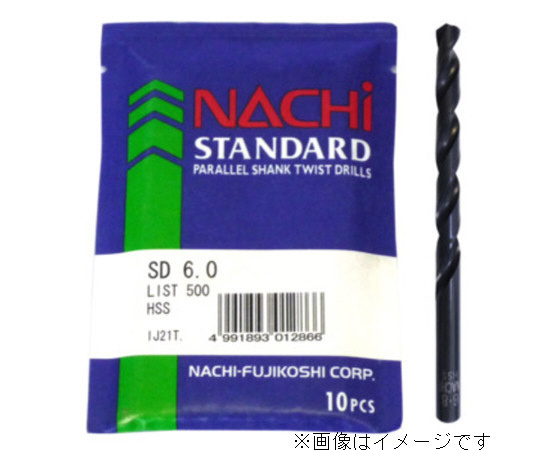 NACHi
STANDARD
PARALLEL SHANK TWIST DRILLS
SD 6.0
LIST 500
HSS
IJ21T.
4 991893 012866
NACHI-FUJIKOSHI CORP.
10PCS
※画像はイメージです